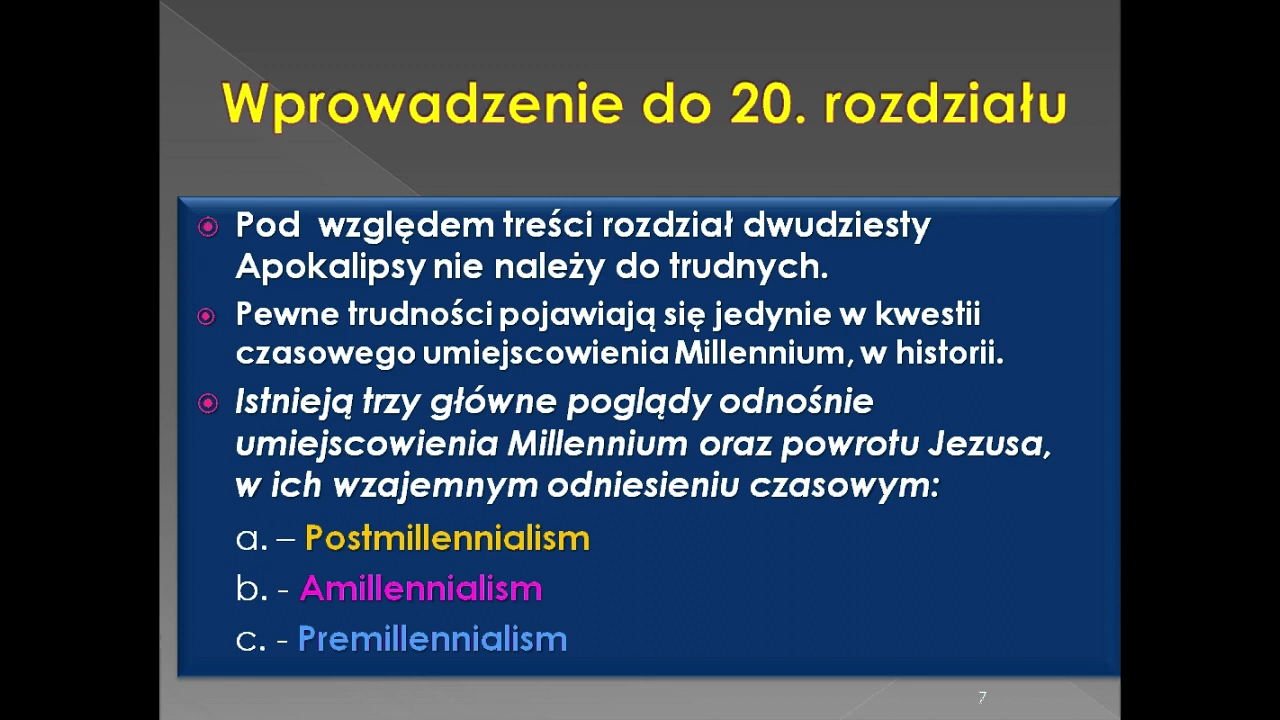 Wprowadzenie do 20. rozdziału
Pod względem treści rozdział dwudziesty
Apokalipsy nie należy do trudnych.
Pewne trudności pojawiają się jedynie w kwestii
czasowego umiejscowienia Millennium, w historii.
Istnieją trzy główne poglądy odnośnie
umiejscowienia Millennium oraz powrotu Jezusa,
w ich wzajemnym odniesieniu czasowym:
a. – Postmillennialism
b. - Amillennialism
c. - Premillennialism
7